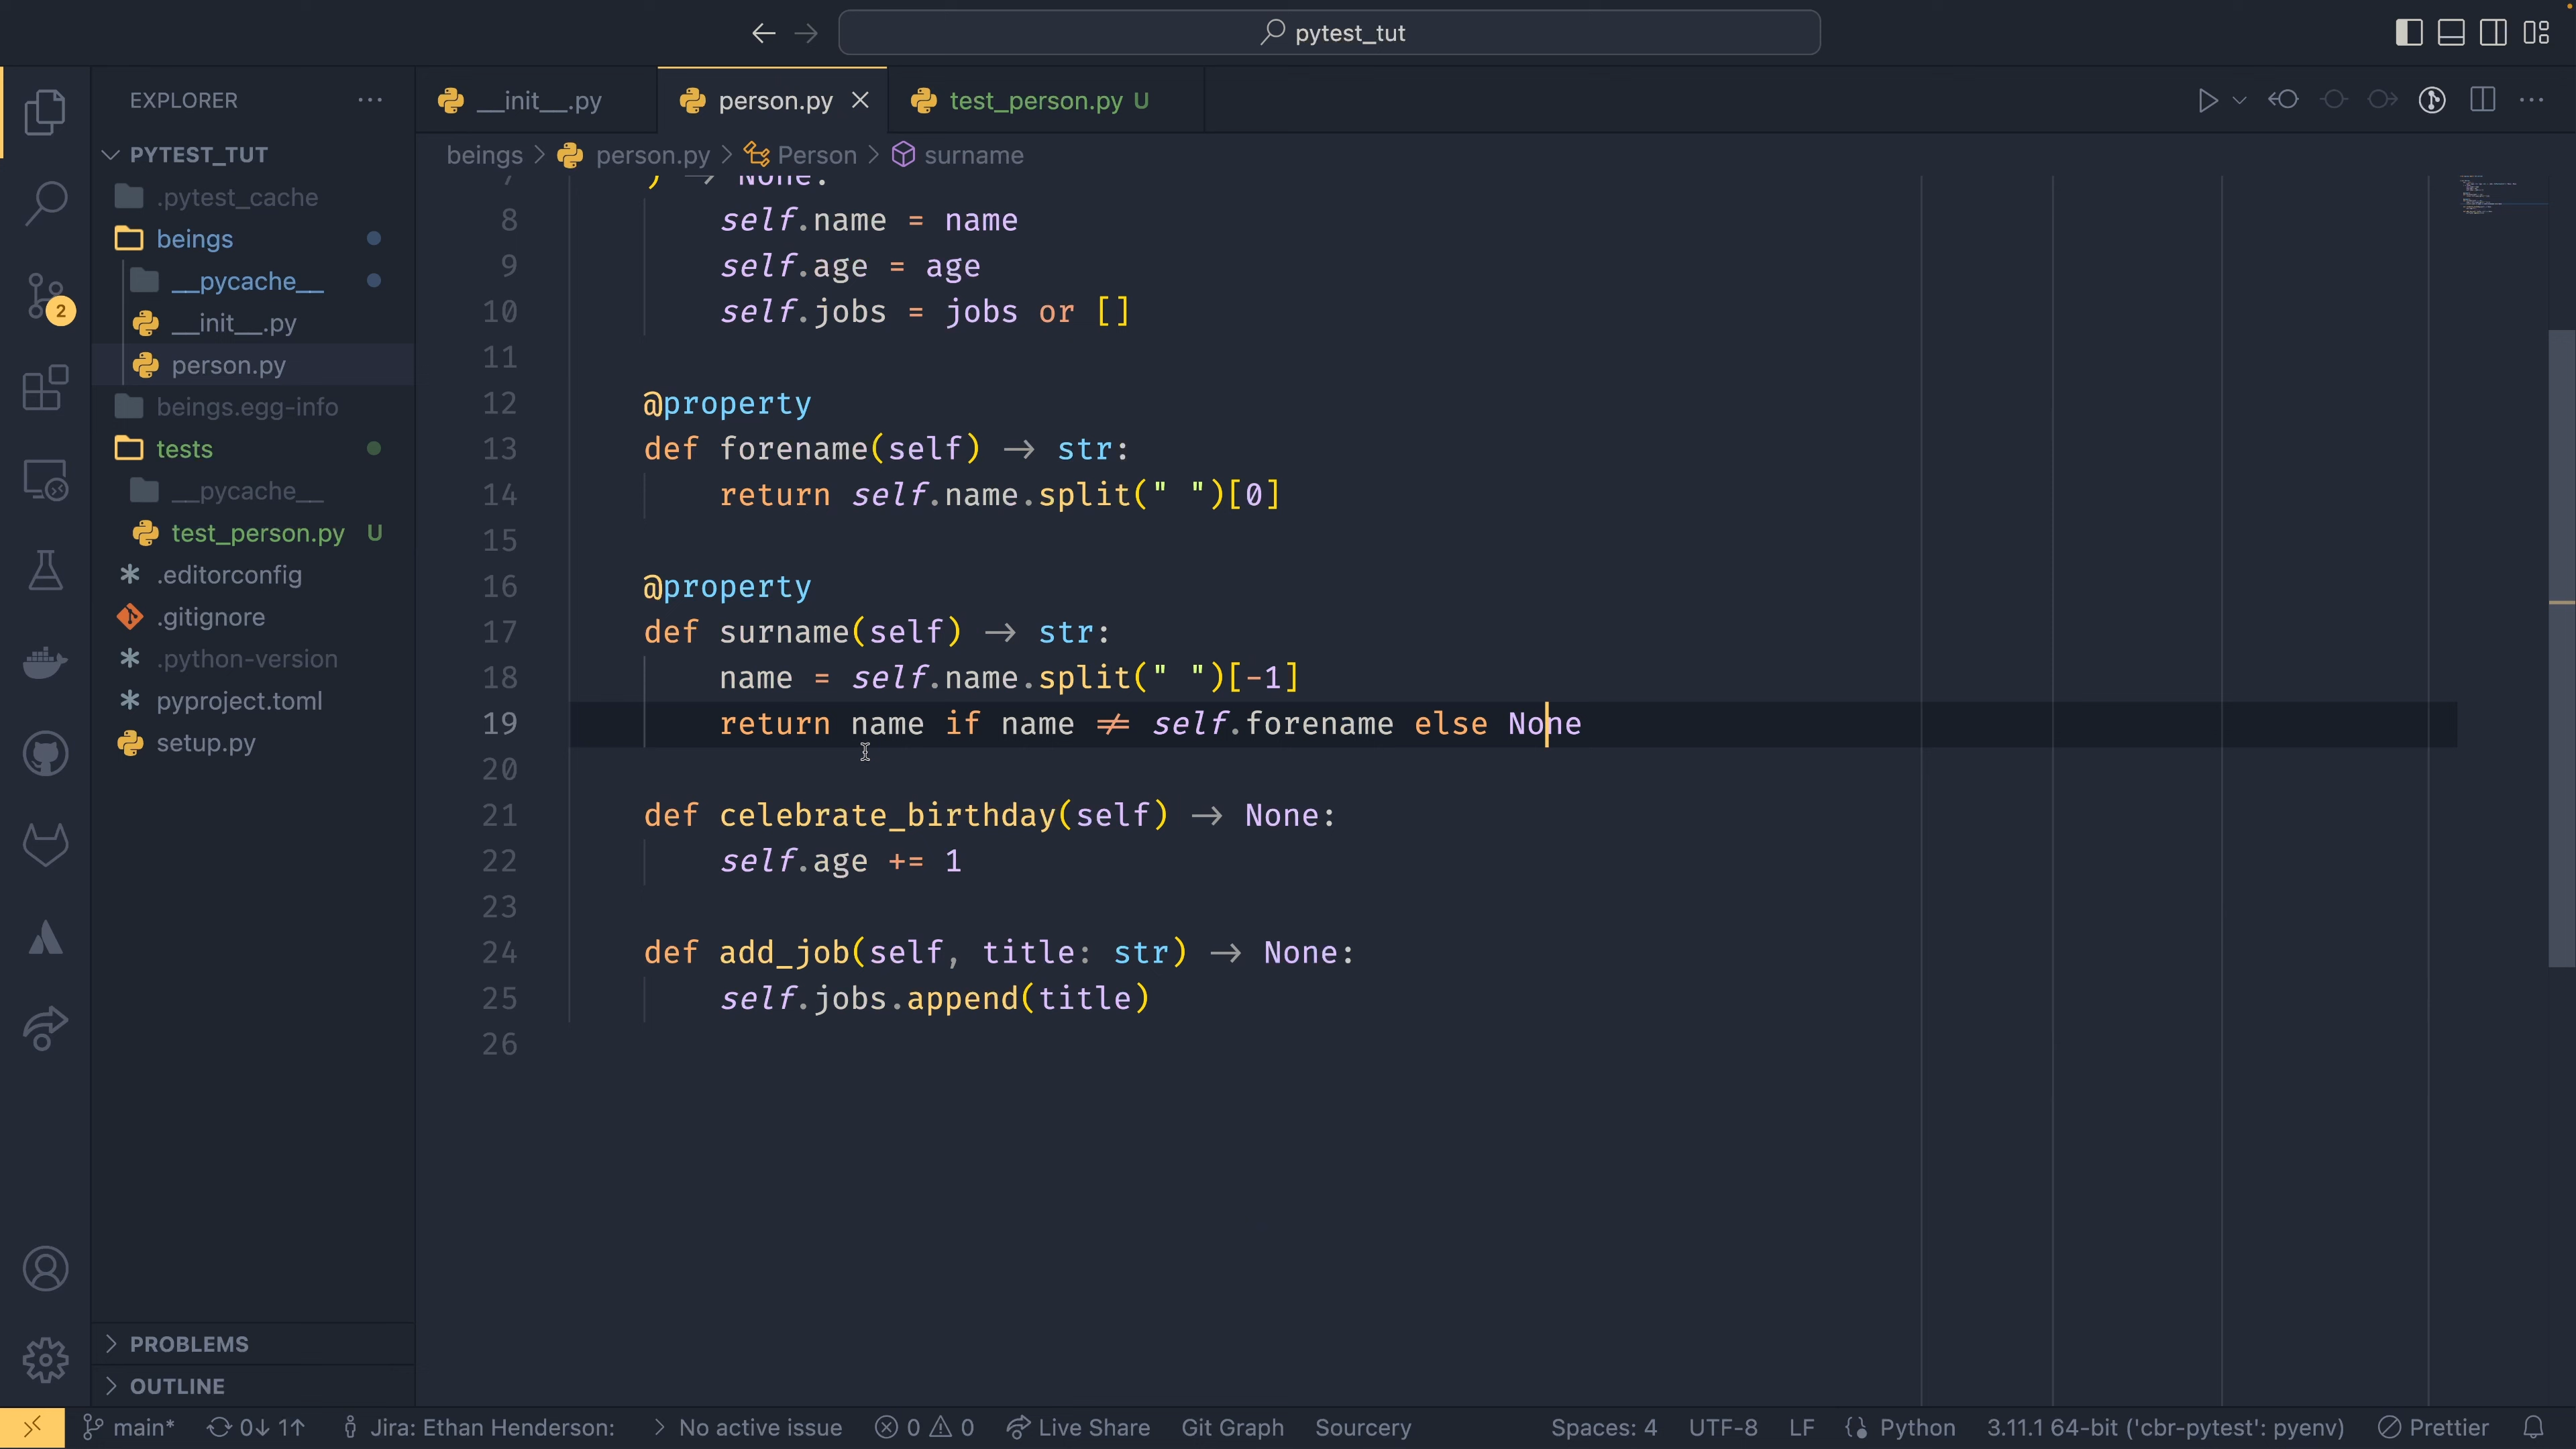 pytest_tut
EXPLORER
__init__.py
person.py
test_person.py U
PYTEST_TUT
beings > person.py > Person > surname
.pytest_cache
beings
__pycache__
__init__.py
person.py
beings.egg-info
tests
__pycache__
test_person.py U
.editorconfig
.gitignore
.python-version
pyproject.toml
setup.py
2
7 ) → None:
8 self.name = name
9 self.age = age
10 self.jobs = jobs or []
11
12 @property
13 def forename(self) → str:
14 return self.name.split(" ")[0]
15
16 @property
17 def surname(self) → str:
18 name = self.name.split(" ")[-1]
19 return name if name ≠ self.forename else None
20
21 def celebrate_birthday(self) → None:
22 self.age += 1
23
24 def add_job(self, title: str) → None:
25 self.jobs.append(title)
26
PROBLEMS
OUTLINE
main* 0↓ 1↑ Jira: Ethan Henderson: > No active issue 0 0 Live Share Git Graph Sourcery Spaces: 4 UTF-8 LF Python 3.11.1 64-bit ('cbr-pytest': pyenv) Prettier